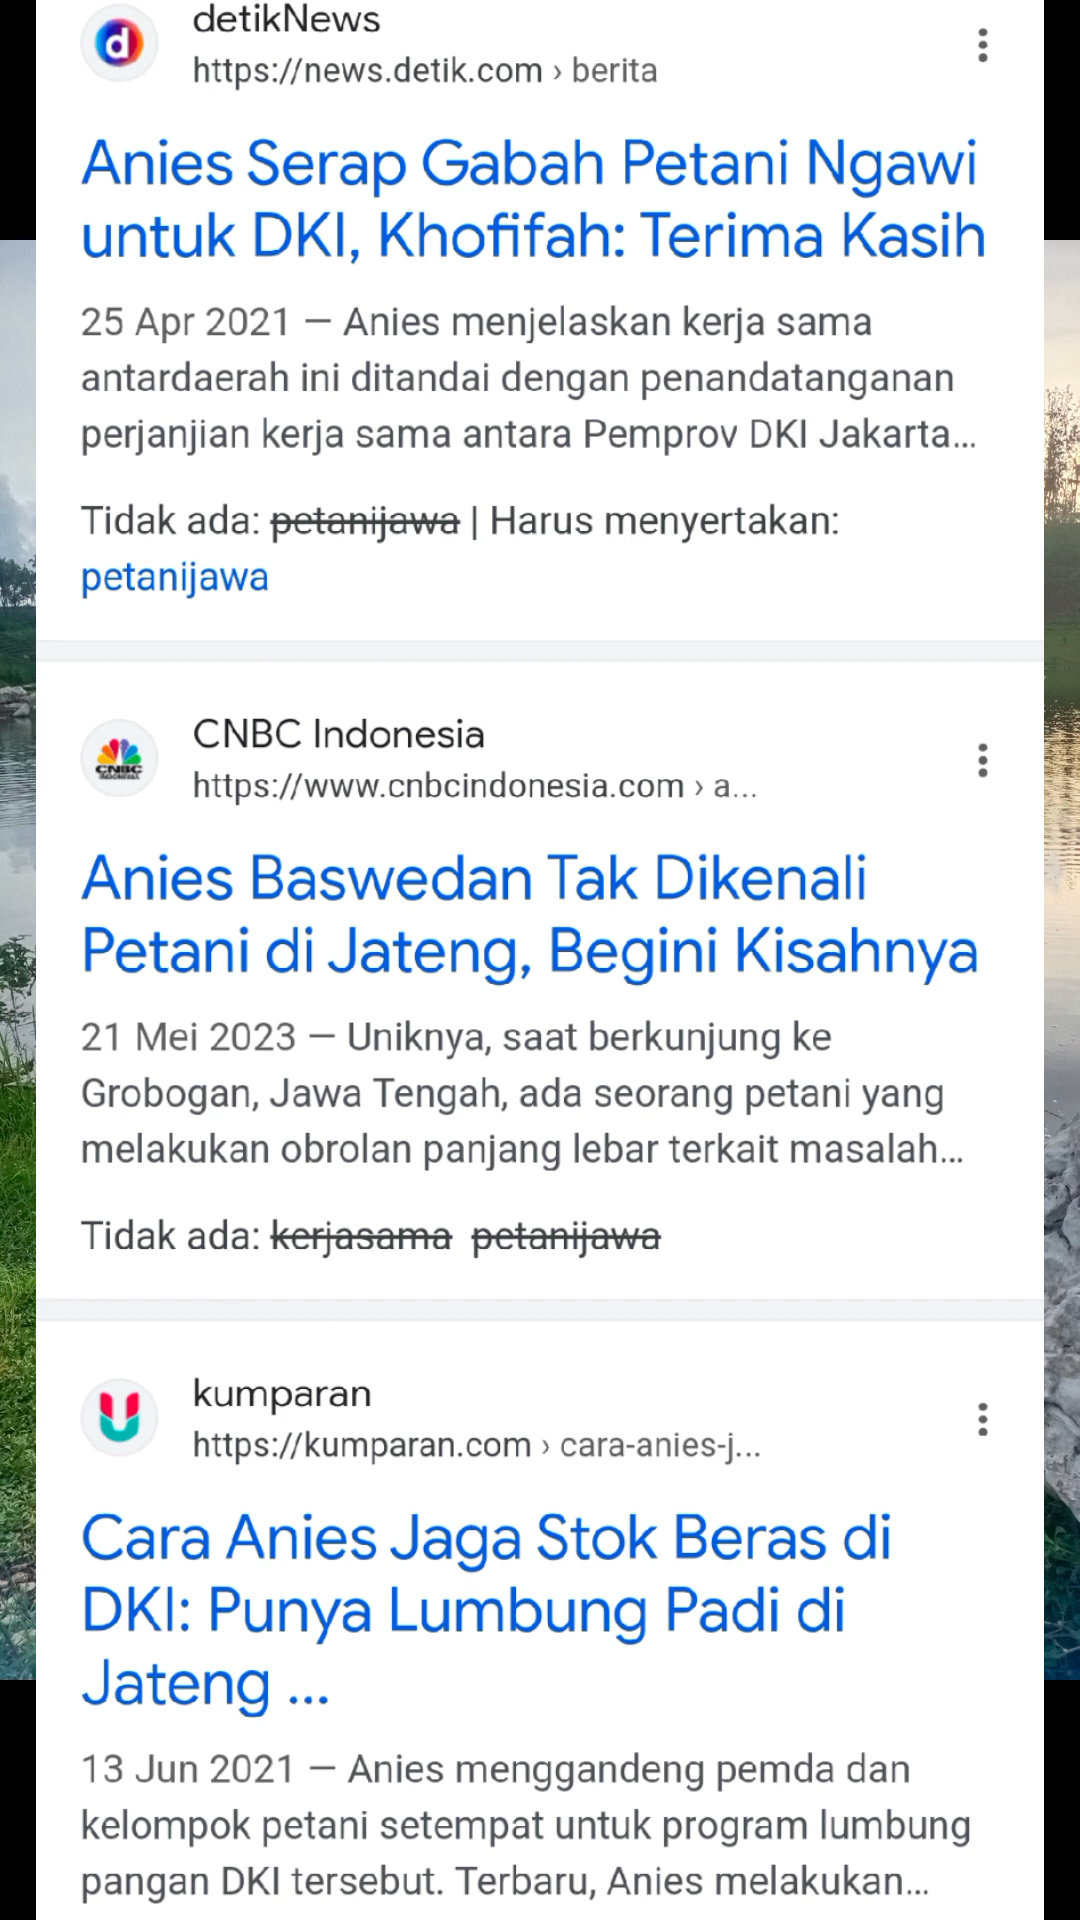 detikNews
https://news.detik.com › berita
Anies Serap Gabah Petani Ngawi
untuk DKI, Khofifah: Terima Kasih
25 Apr 2021 — Anies menjelaskan kerja sama
antardaerah ini ditandai dengan penandatanganan
perjanjian kerja sama antara Pemprov DKI Jakarta...
Tidak ada: petanijawa | Harus menyertakan:
petanijawa
CNBC Indonesia
https://www.cnbcindonesia.com › a...
CNBC
INDONESIA
Anies Baswedan Tak Dikenali
Petani di Jateng, Begini Kisahnya
21 Mei 2023 — Uniknya, saat berkunjung ke
Grobogan, Jawa Tengah, ada seorang petani yang
melakukan obrolan panjang lebar terkait masalah...
Tidak ada: kerjasama petanijawa
kumparan
https://kumparan.com › cara-anies-j...
Cara Anies Jaga Stok Beras di
DKI: Punya Lumbung Padi di
Jateng ...
13 Jun 2021 — Anies menggandeng pemda dan
kelompok petani setempat untuk program lumbung
pangan DKI tersebut. Terbaru, Anies melakukan...